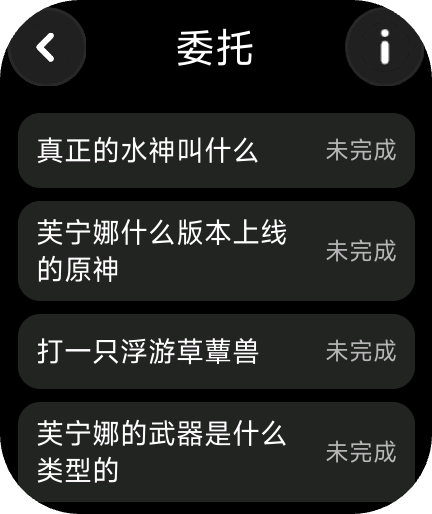 委托
真正的水神叫什么
未完成
芙宁娜什么版本上线
的原神
未完成
打一只浮游草蕈兽
未完成
芙宁娜的武器是什么
类型的
未完成